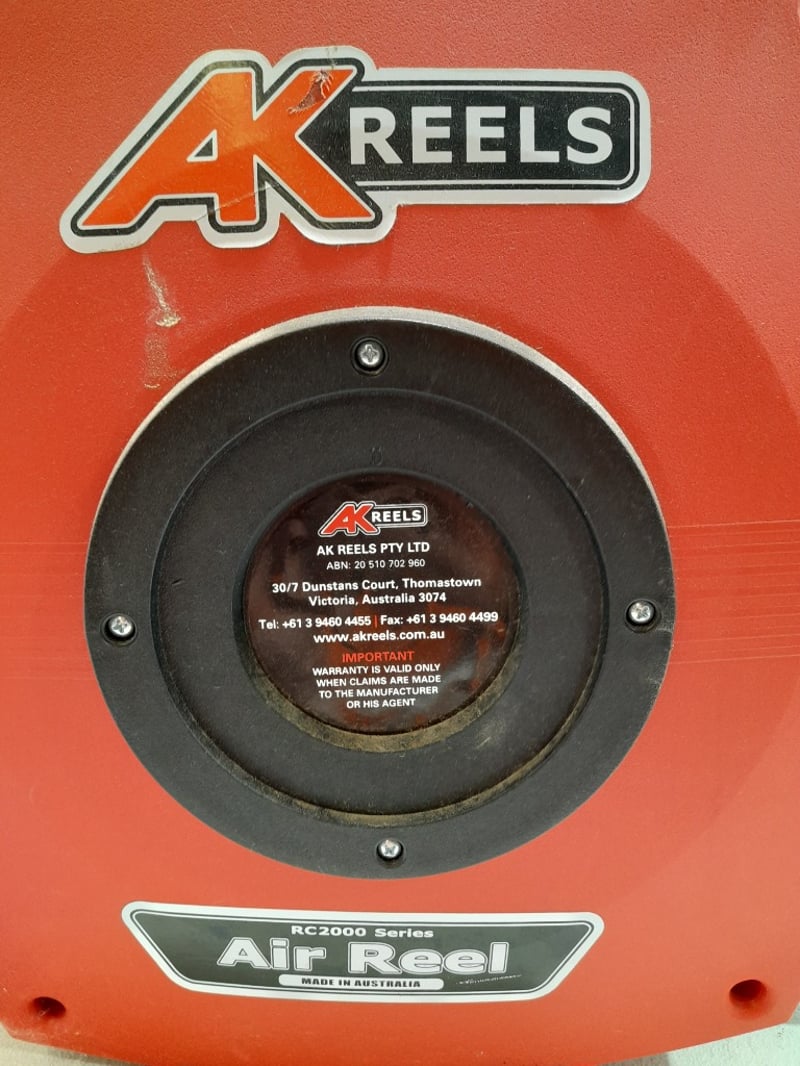 AK REELS
AK REELS
AK REELS PTY LTD
ABN: 20 510 702 960
30/7 Dunstans Court, Thomastown
Victoria, Australia 3074
Tel: +61 3 9460 4455 | Fax: +61 3 9460 4499
www.akreels.com.au
IMPORTANT
WARRANTY IS VALID ONLY
WHEN CLAIMS ARE MADE
TO THE MANUFACTURER
OR HIS AGENT
RC2000 Series
Air Reel
MADE IN AUSTRALIA